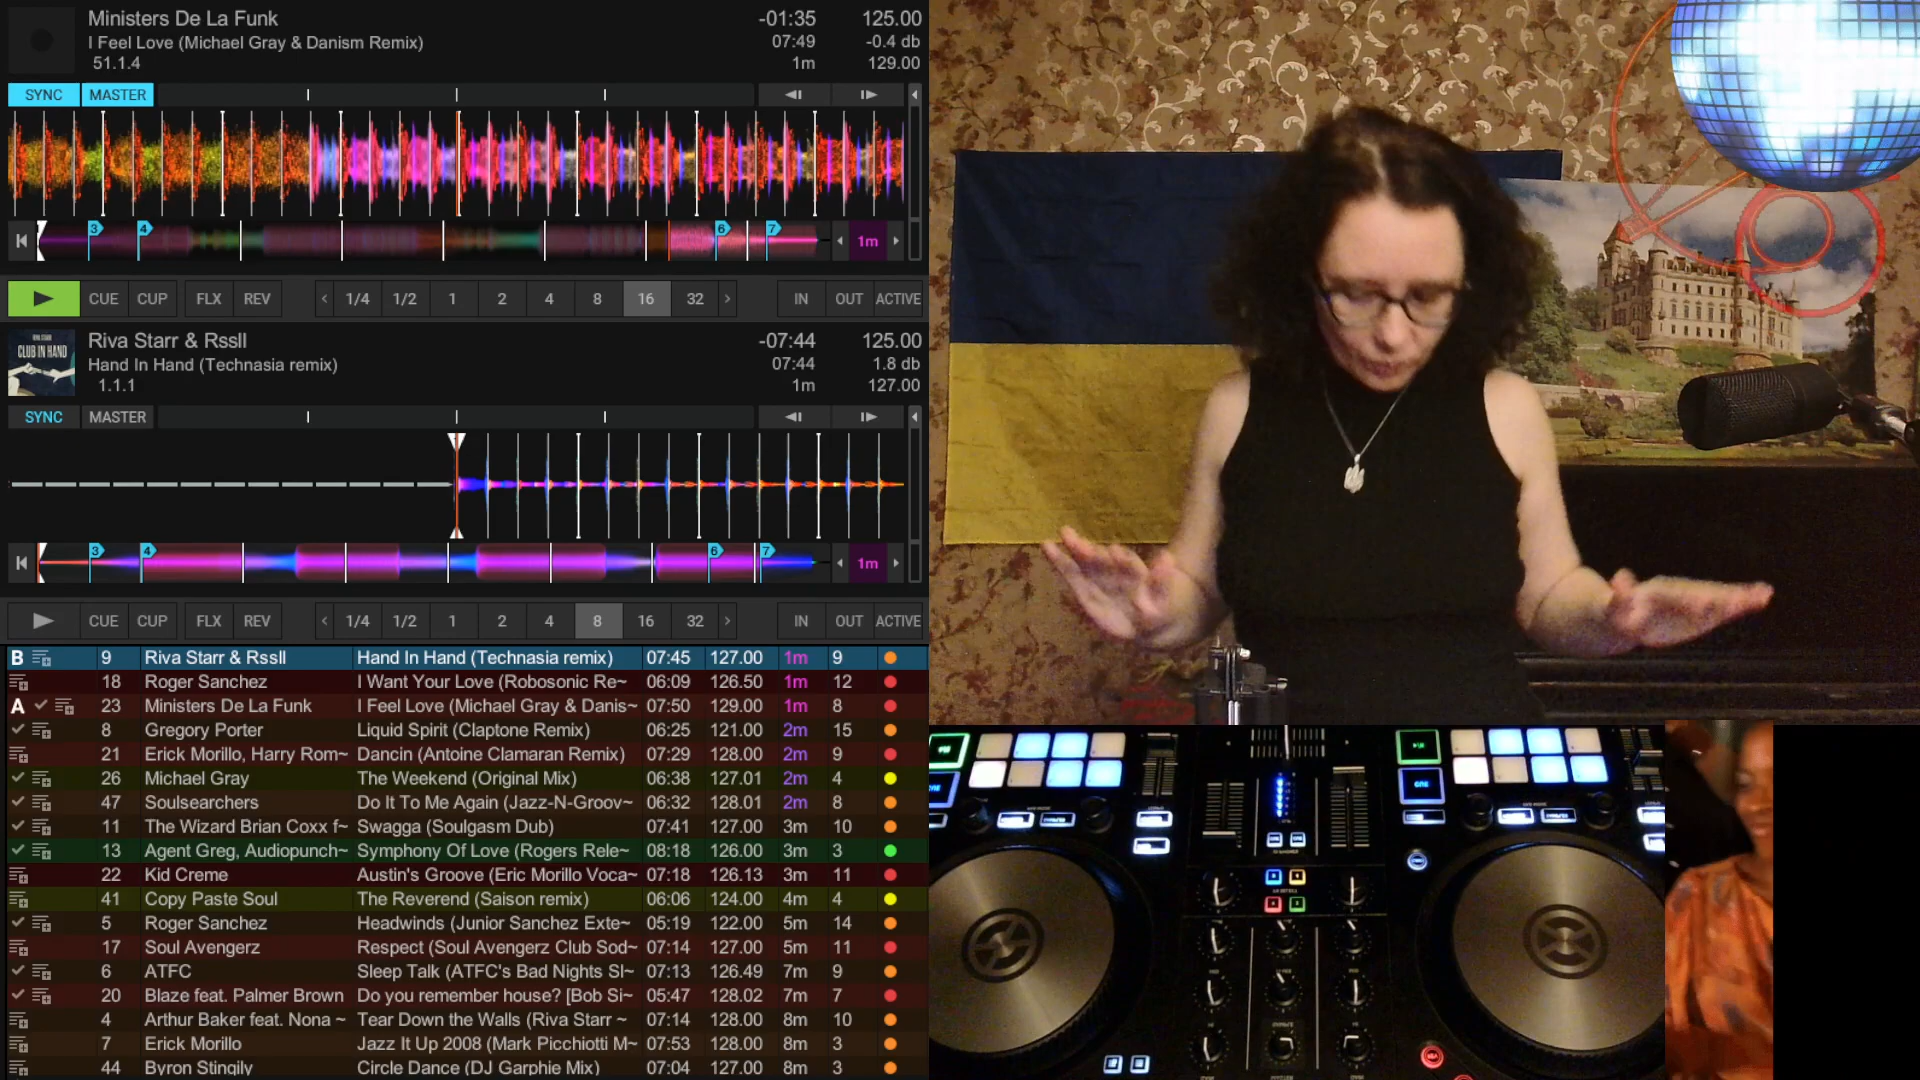 Ministers De La Funk -01:35 125.00
I Feel Love (Michael Gray & Danism Remix) 07:49 -0.4 db
51.1.4 1m 129.00
SYNC MASTER
3 4 6 7 1m
CUE CUP FLX REV 1/4 1/2 1 2 4 8 16 32 IN OUT ACTIVE
CLUB IN HAND
Riva Starr & Rssll -07:44 125.00
Hand In Hand (Technasia remix) 07:44 1.8 db
1.1.1 1m 127.00
SYNC MASTER
3 4 6 7 1m
CUE CUP FLX REV 1/4 1/2 1 2 4 8 16 32 IN OUT ACTIVE
B 9 Riva Starr & Rssll Hand In Hand (Technasia remix) 07:45 127.00 1m 9
18 Roger Sanchez I Want Your Love (Robosonic Re~ 06:09 126.50 1m 12
A 23 Ministers De La Funk I Feel Love (Michael Gray & Danis~ 07:50 129.00 1m 8
8 Gregory Porter Liquid Spirit (Claptone Remix) 06:25 121.00 2m 15
21 Erick Morillo, Harry Rom~ Dancin (Antoine Clamaran Remix) 07:29 128.00 2m 9
26 Michael Gray The Weekend (Original Mix) 06:38 127.01 2m 4
47 Soulsearchers Do It To Me Again (Jazz-N-Groov~ 06:32 128.01 2m 8
11 The Wizard Brian Coxx f~ Swagga (Soulgasm Dub) 07:41 127.00 3m 10
13 Agent Greg, Audiopunch~ Symphony Of Love (Rogers Rele~ 08:18 126.00 3m 3
22 Kid Creme Austin's Groove (Eric Morillo Voca~ 07:18 126.13 3m 11
41 Copy Paste Soul The Reverend (Saison remix) 06:06 124.00 4m 4
5 Roger Sanchez Headwinds (Junior Sanchez Exte~ 05:19 122.00 5m 14
17 Soul Avengerz Respect (Soul Avengerz Club Sod~ 07:14 127.00 5m 11
6 ATFC Sleep Talk (ATFC's Bad Nights Sl~ 07:13 126.49 7m 9
20 Blaze feat. Palmer Brown Do you remember house? [Bob Si~ 05:47 128.02 7m 7
4 Arthur Baker feat. Nona ~ Tear Down the Walls (Riva Starr ~ 07:14 128.00 8m 10
7 Erick Morillo Jazz It Up 2008 (Mark Picchiotti M~ 07:53 128.00 8m 3
44 Byron Stingily Circle Dance (DJ Garphie Mix) 07:04 127.00 8m 3